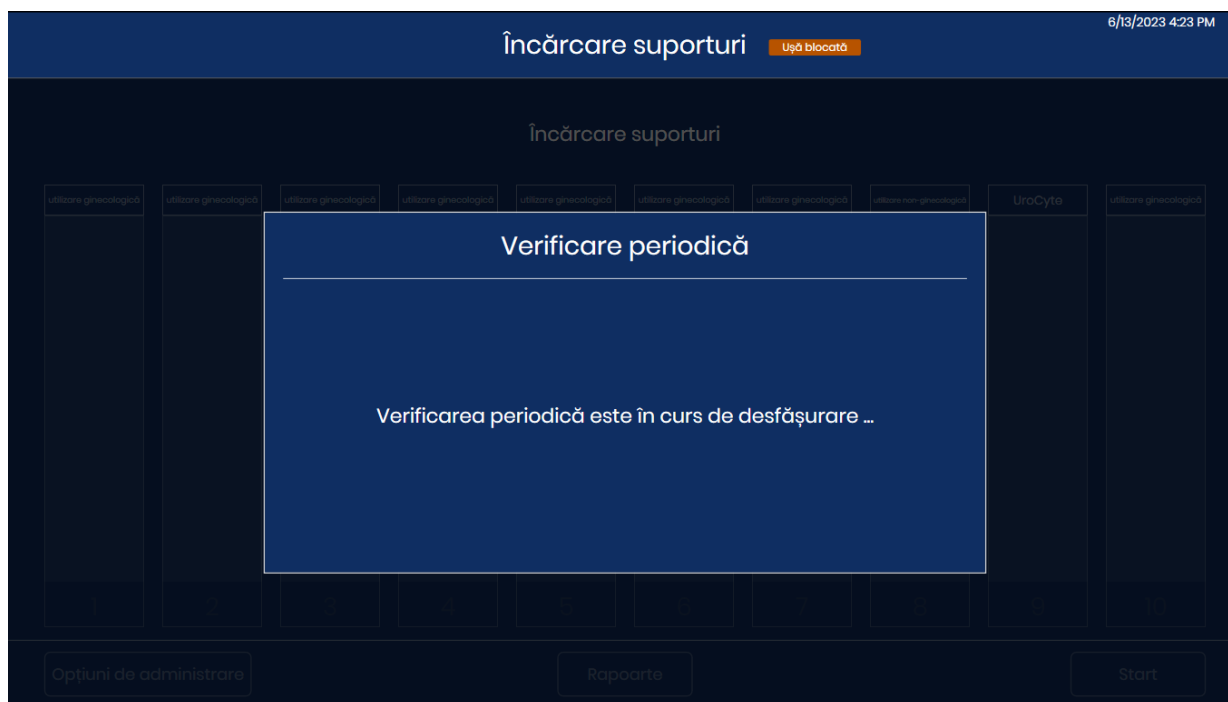 6/13/2023 4:23 PM
Încărcare suporturi
Ușă blocată
Încărcare suporturi
utilizare ginecologică
utilizare ginecologică
utilizare ginecologică
utilizare ginecologică
utilizare ginecologică
utilizare ginecologică
utilizare ginecologică
utilizare non-ginecologică
UroCyte
utilizare ginecologică
Verificare periodică
Verificarea periodică este în curs de desfășurare ...
1
2
3
4
5
6
7
8
9
10
Opțiuni de administrare
Rapoarte
Start